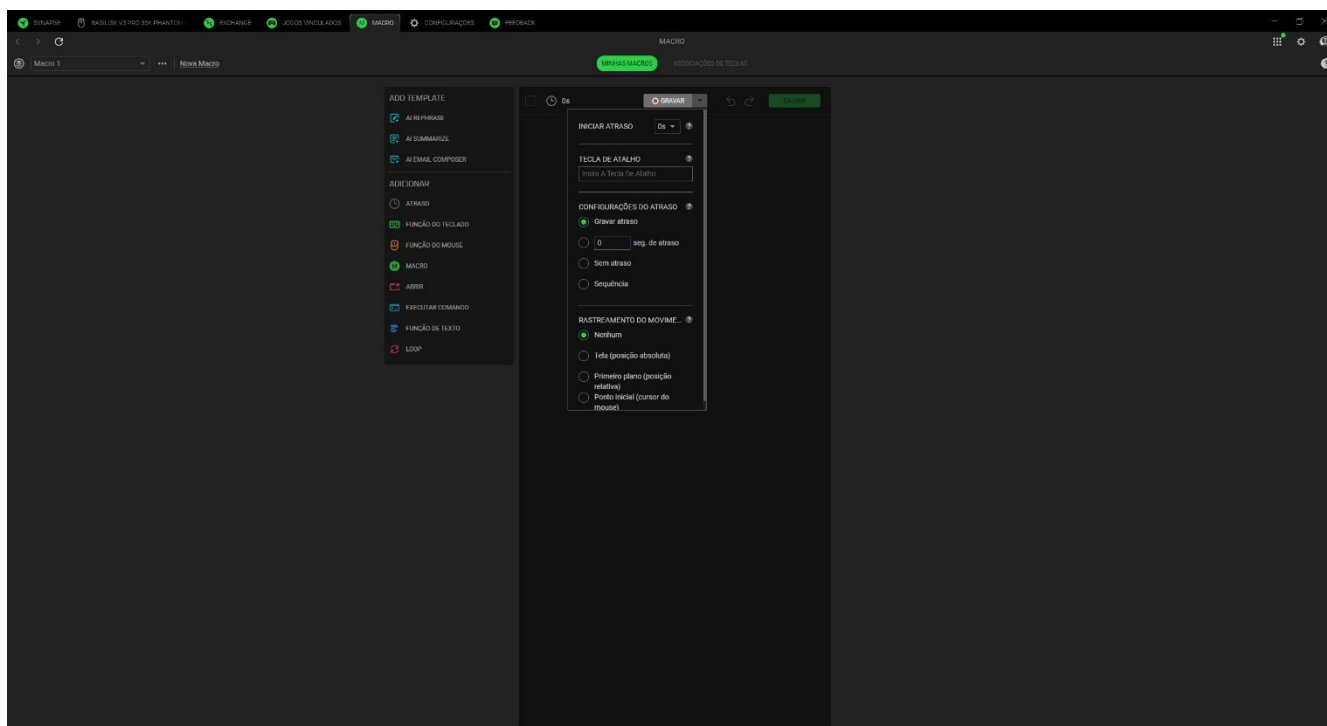 SYNAPSE
BASILISK V3 PRO 35K PHANTOM
EXCHANGE
JOGOS VINCULADOS
MACRO
CONFIGURAÇÕES
FEEDBACK
MACRO
Macro 1
Nova Macro
MINHAS MACROS
ASSOCIAÇÕES DE TECLAS
ADD TEMPLATE
AI REPHRASE
AI SUMMARIZE
AI EMAIL COMPOSER
ADICIONAR
ATRASO
FUNÇÃO DO TECLADO
FUNÇÃO DO MOUSE
MACRO
ABRIR
EXECUTAR COMANDO
FUNÇÃO DE TEXTO
LOOP
0s
GRAVAR
INICIAR ATRASO
0s
TECLA DE ATALHO
Insira A Tecla De Atalho
CONFIGURAÇÕES DO ATRASO
Gravar atraso
0 seg. de atraso
Sem atraso
Sequência
RASTREAMENTO DO MOVIME...
Nenhum
Tela (posição absoluta)
Primeiro plano (posição
relativa)
Ponto inicial (cursor do
mouse)